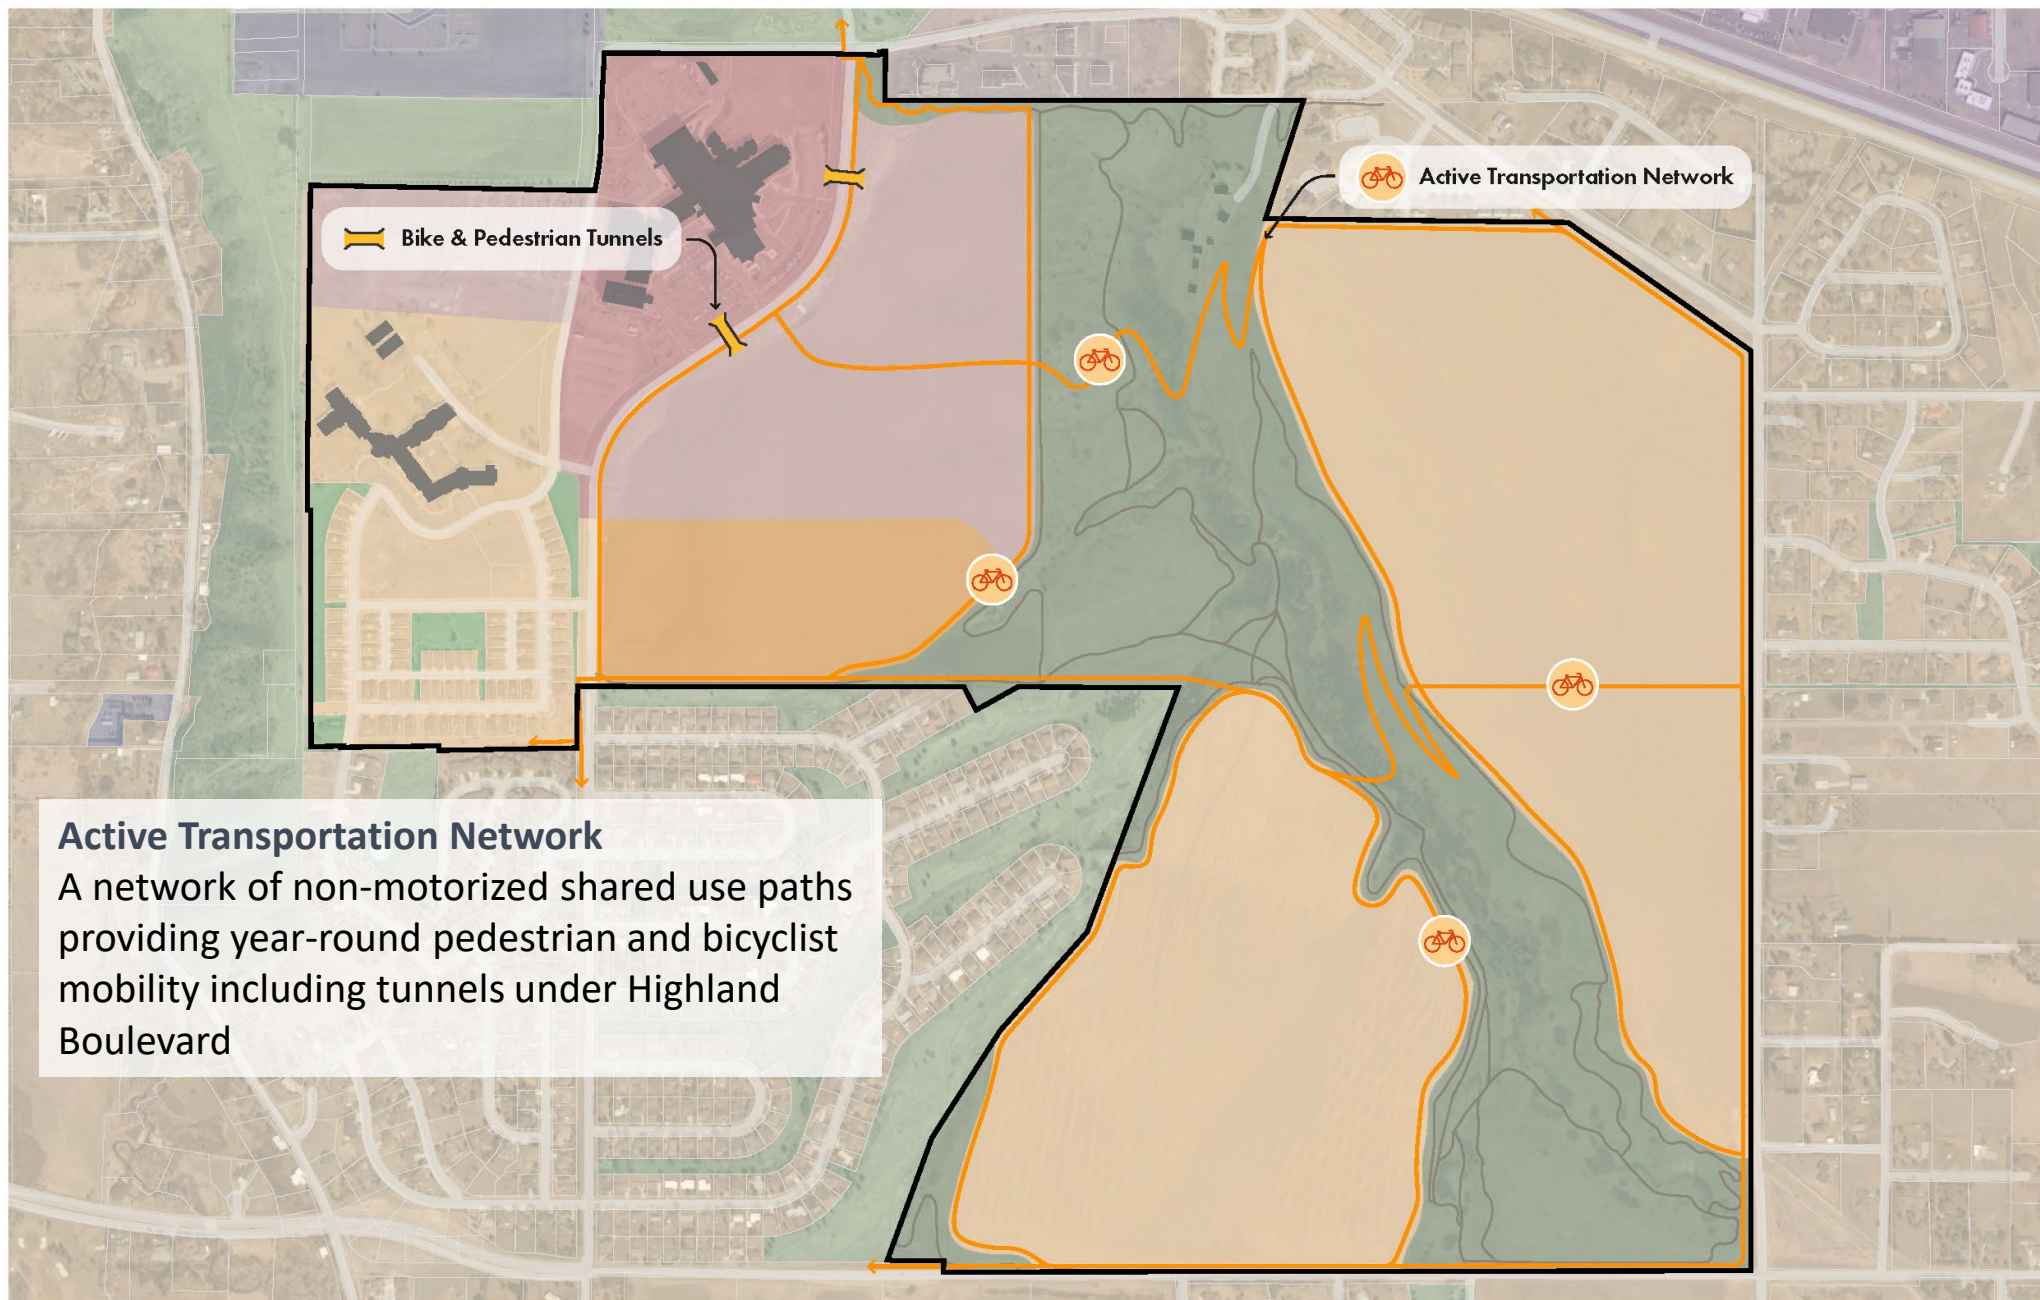 Active Transportation Network
Bike & Pedestrian Tunnels
Active Transportation Network
A network of non-motorized shared use paths
providing year-round pedestrian and bicyclist
mobility including tunnels under Highland
Boulevard